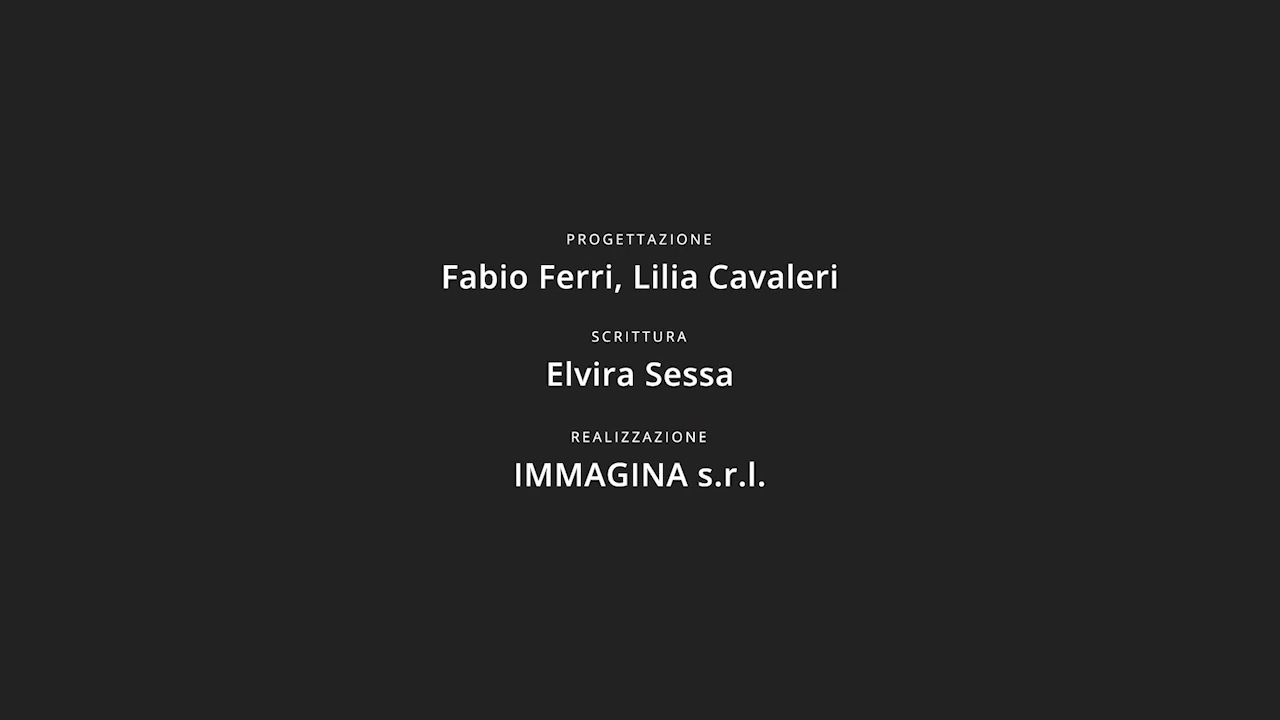 PROGETTAZIONE
Fabio Ferri, Lilia Cavaleri
SCRITTURA
Elvira Sessa
REALIZZAZIONE
IMMAGINA s.r.l.